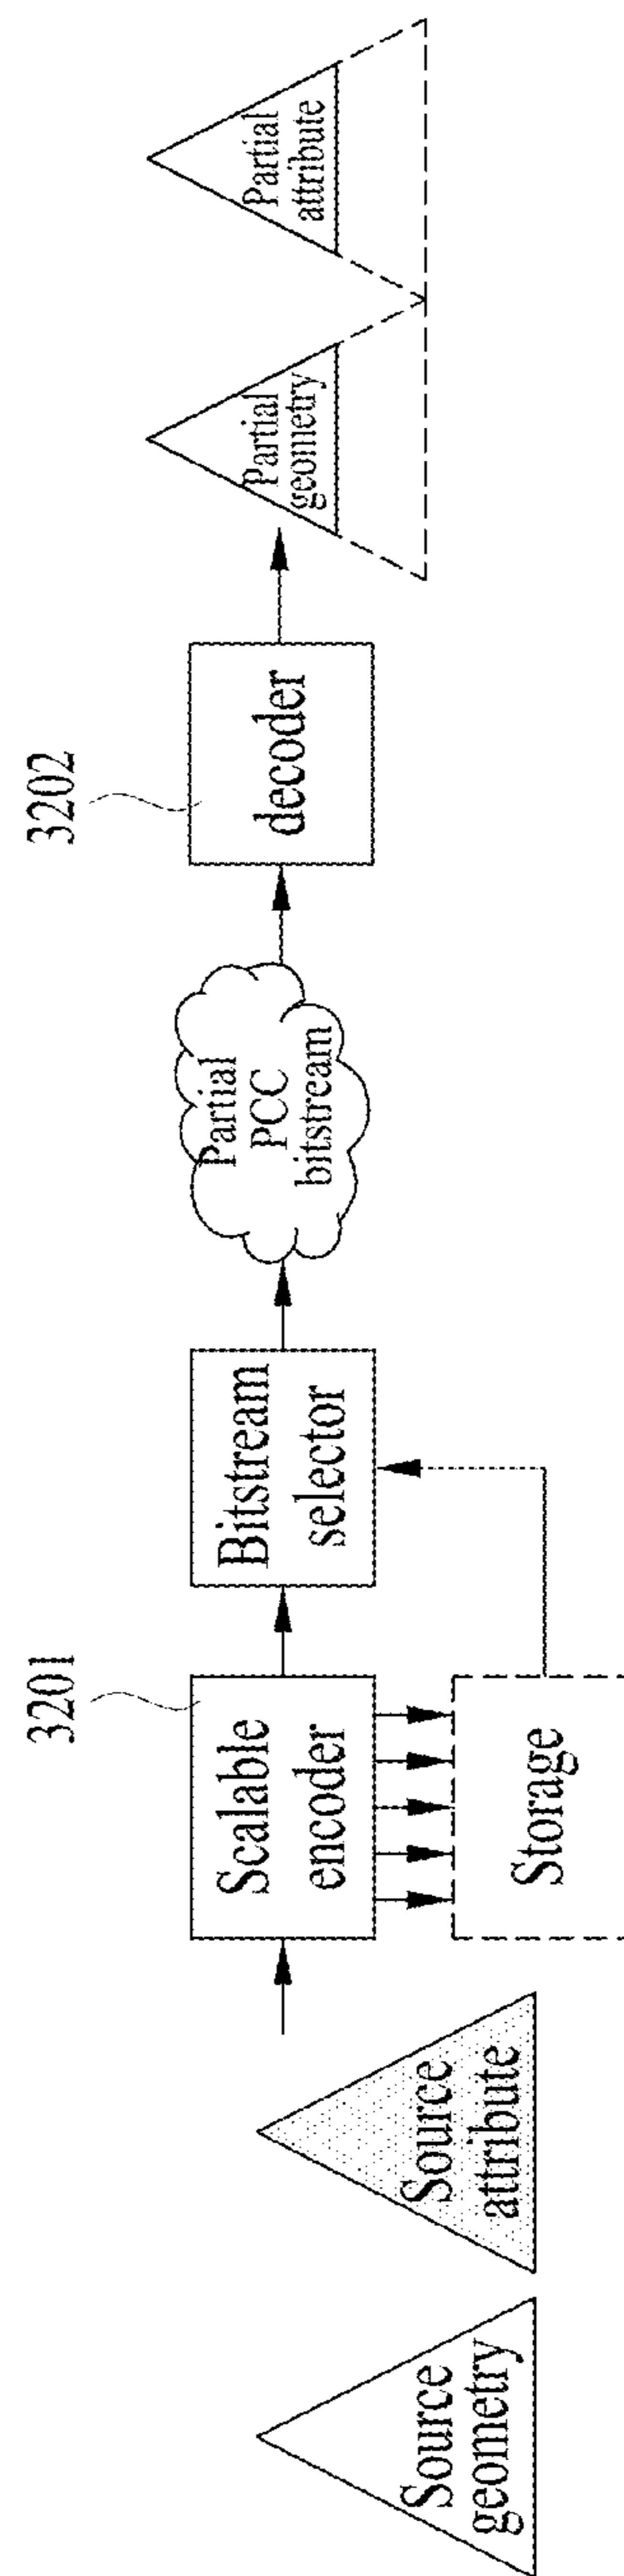 Source
geometry
Source
attribute
3201
Scalable
encoder
Storage
Bitstream
selector
Partial
PCC
bitstream
3202
decoder
Partial
geometry
Partial
attribute